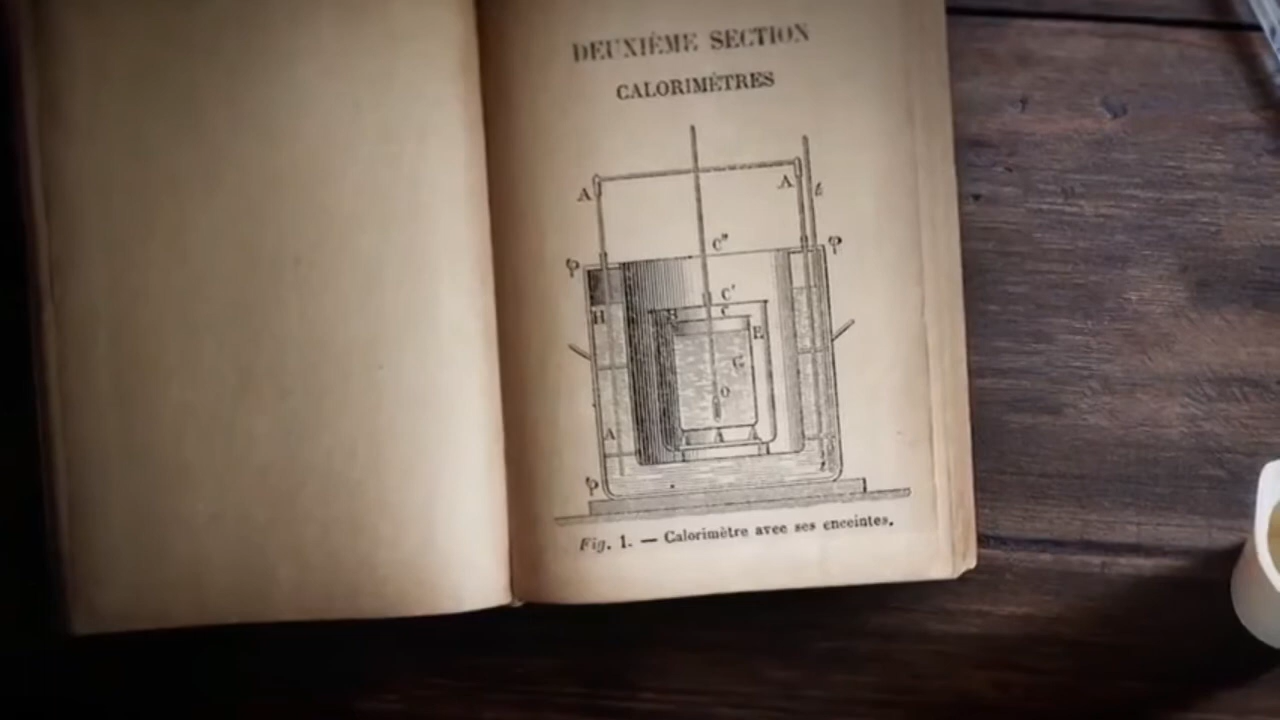 DEUXIÈME SECTION
CALORIMÈTRES
A A t
C"
φ φ
C'
H c
E
G
O
A
φ
Fig. 1. — Calorimètre avec ses enceintes.